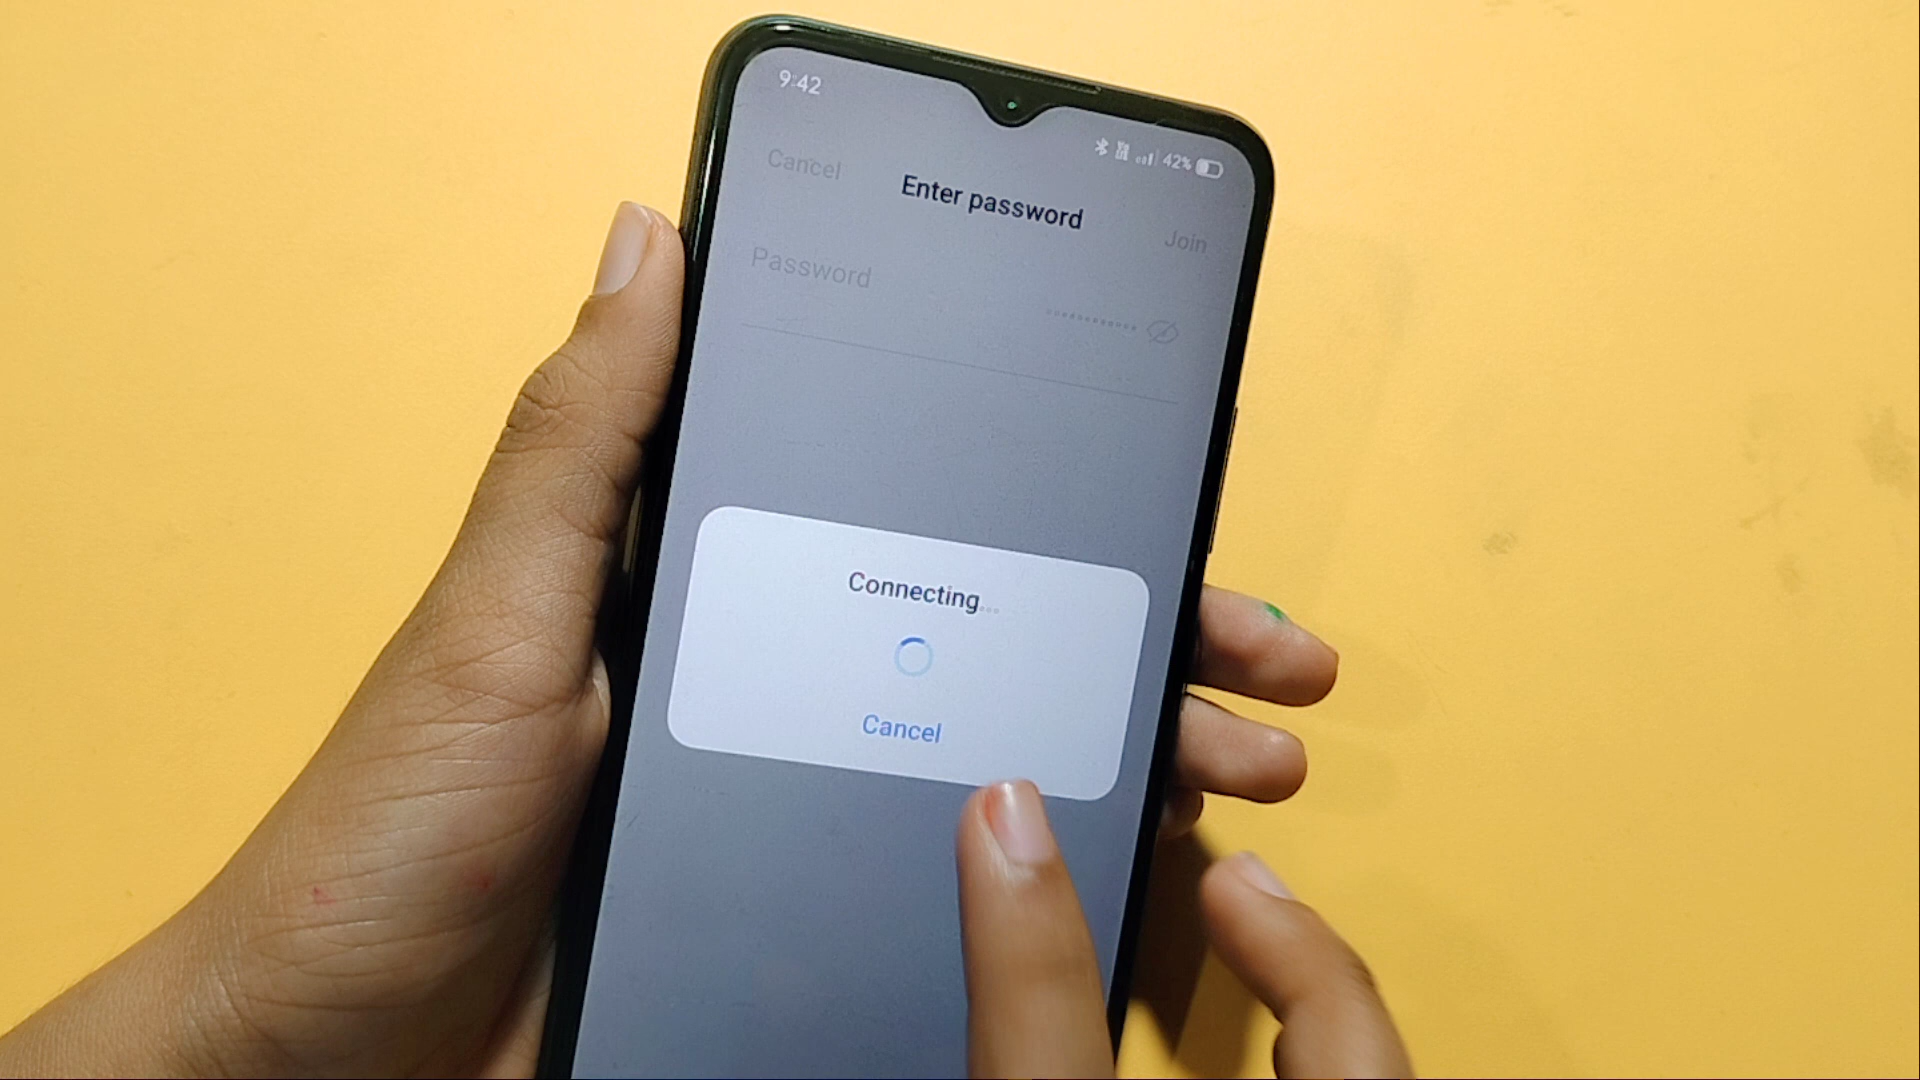 9:42
42%
Cancel
Enter password
Join
Password
••••••••••••
Connecting...
Cancel